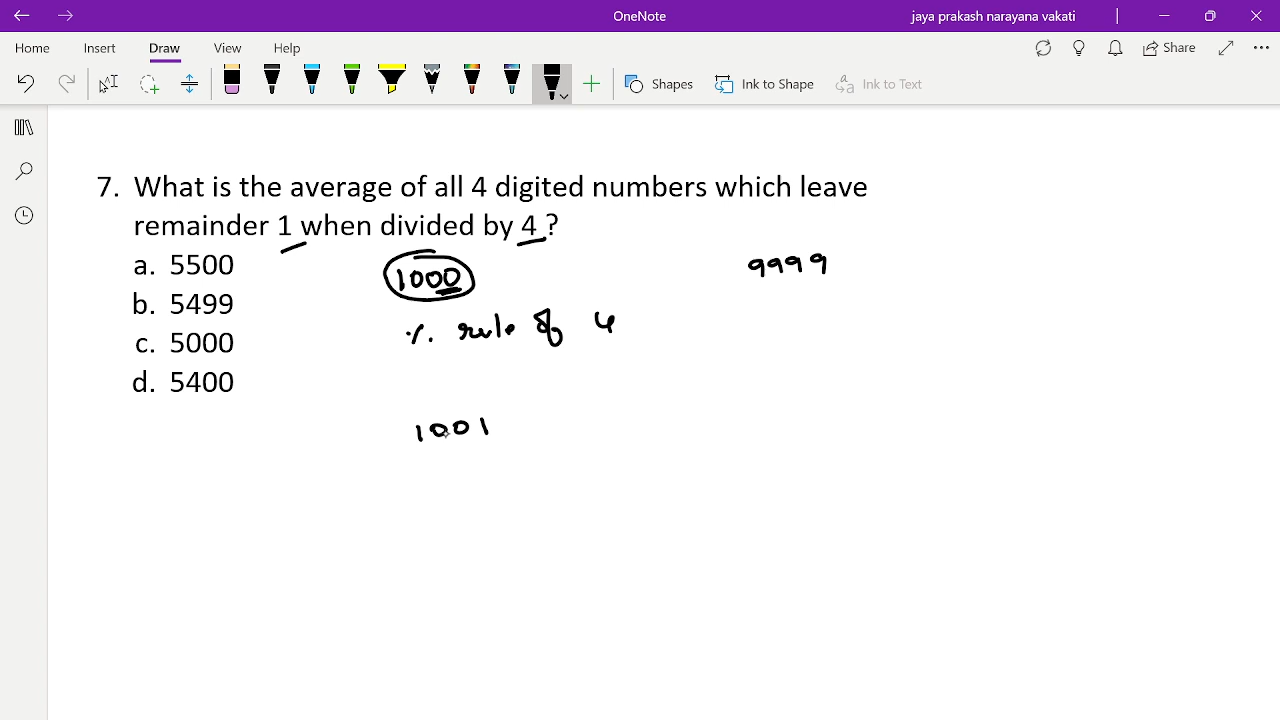 OneNote
jaya prakash narayana vakati
Home Insert Draw View Help
Share
Shapes
Ink to Shape
Ink to Text
7. What is the average of all 4 digited numbers which leave
remainder 1 when divided by 4 ?
a. 5500
b. 5499
c. 5000
d. 5400
1000
9999
% rule of 4
1001